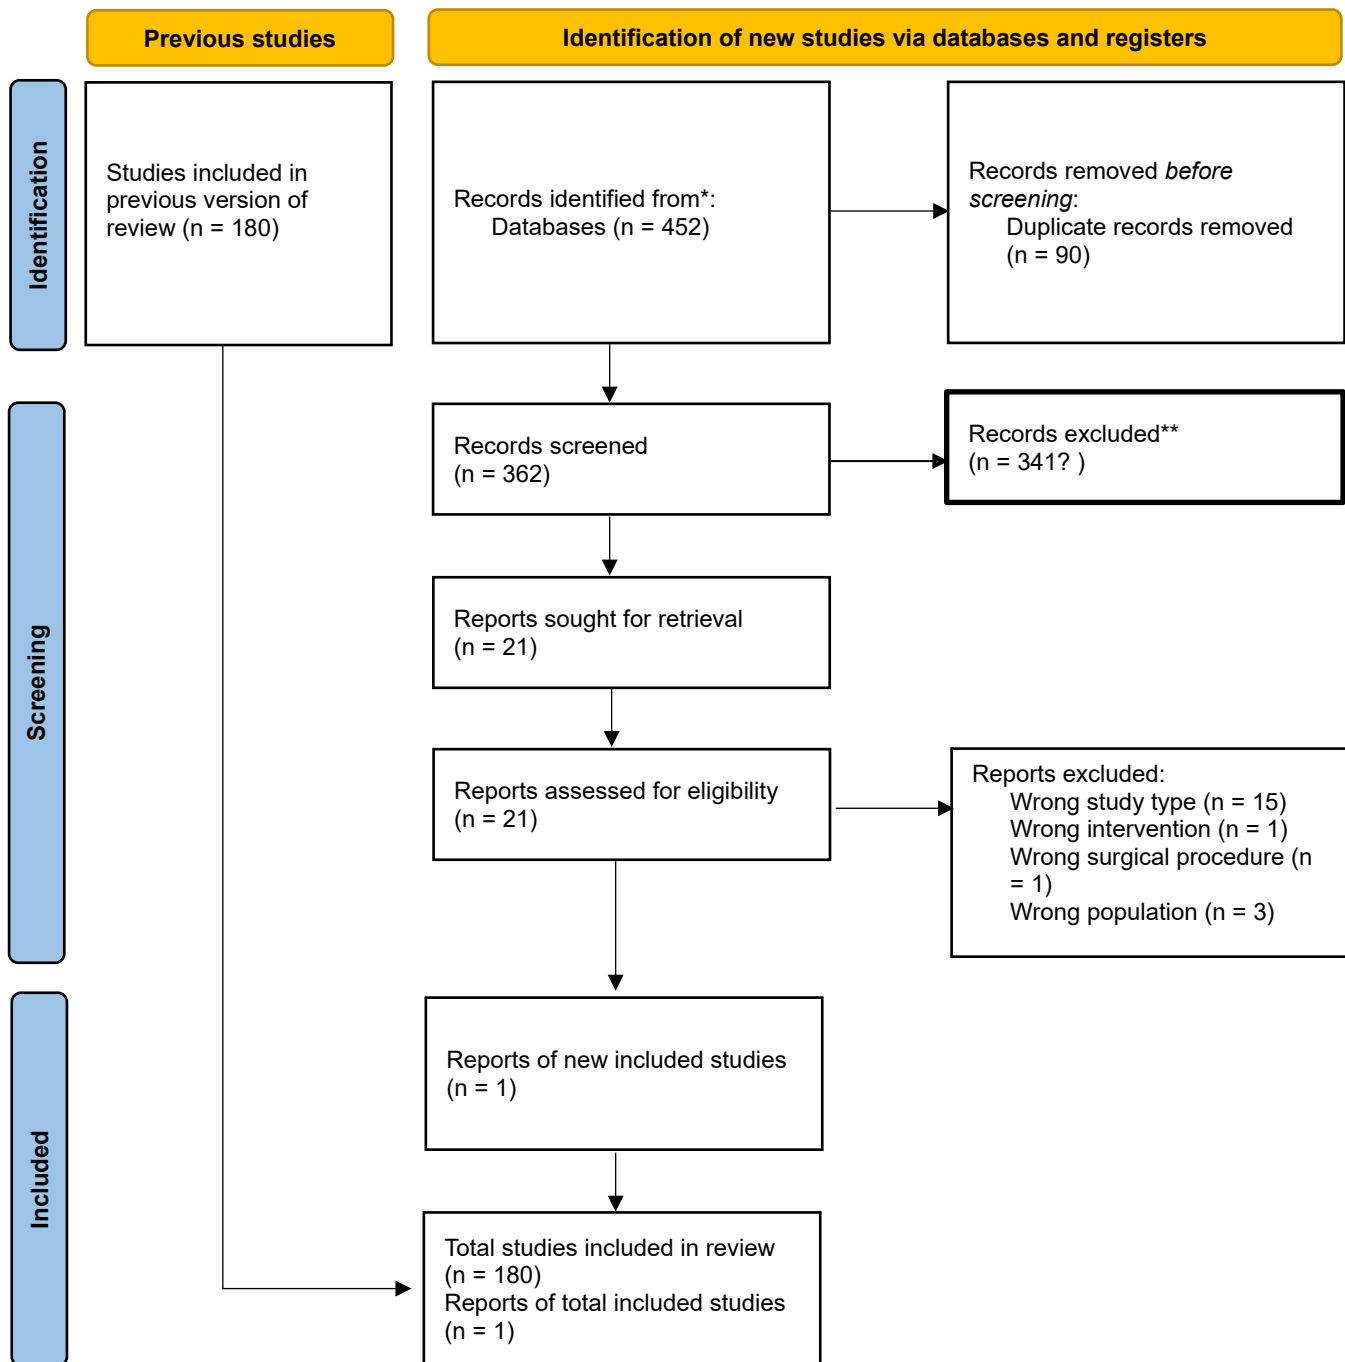 Previous studies
Identification of new studies via databases and registers
Identification
Studies included in
previous version of
review (n = 180)
Records identified from*:
Databases (n = 452)
Records removed before
screening:
Duplicate records removed
(n = 90)
Screening
Records screened
(n = 362)
Records excluded**
(n = 341? )
Reports sought for retrieval
(n = 21)
Reports assessed for eligibility
(n = 21)
Reports excluded:
Wrong study type (n = 15)
Wrong intervention (n = 1)
Wrong surgical procedure (n
= 1)
Wrong population (n = 3)
Included
Reports of new included studies
(n = 1)
Total studies included in review
(n = 180)
Reports of total included studies
(n = 1)